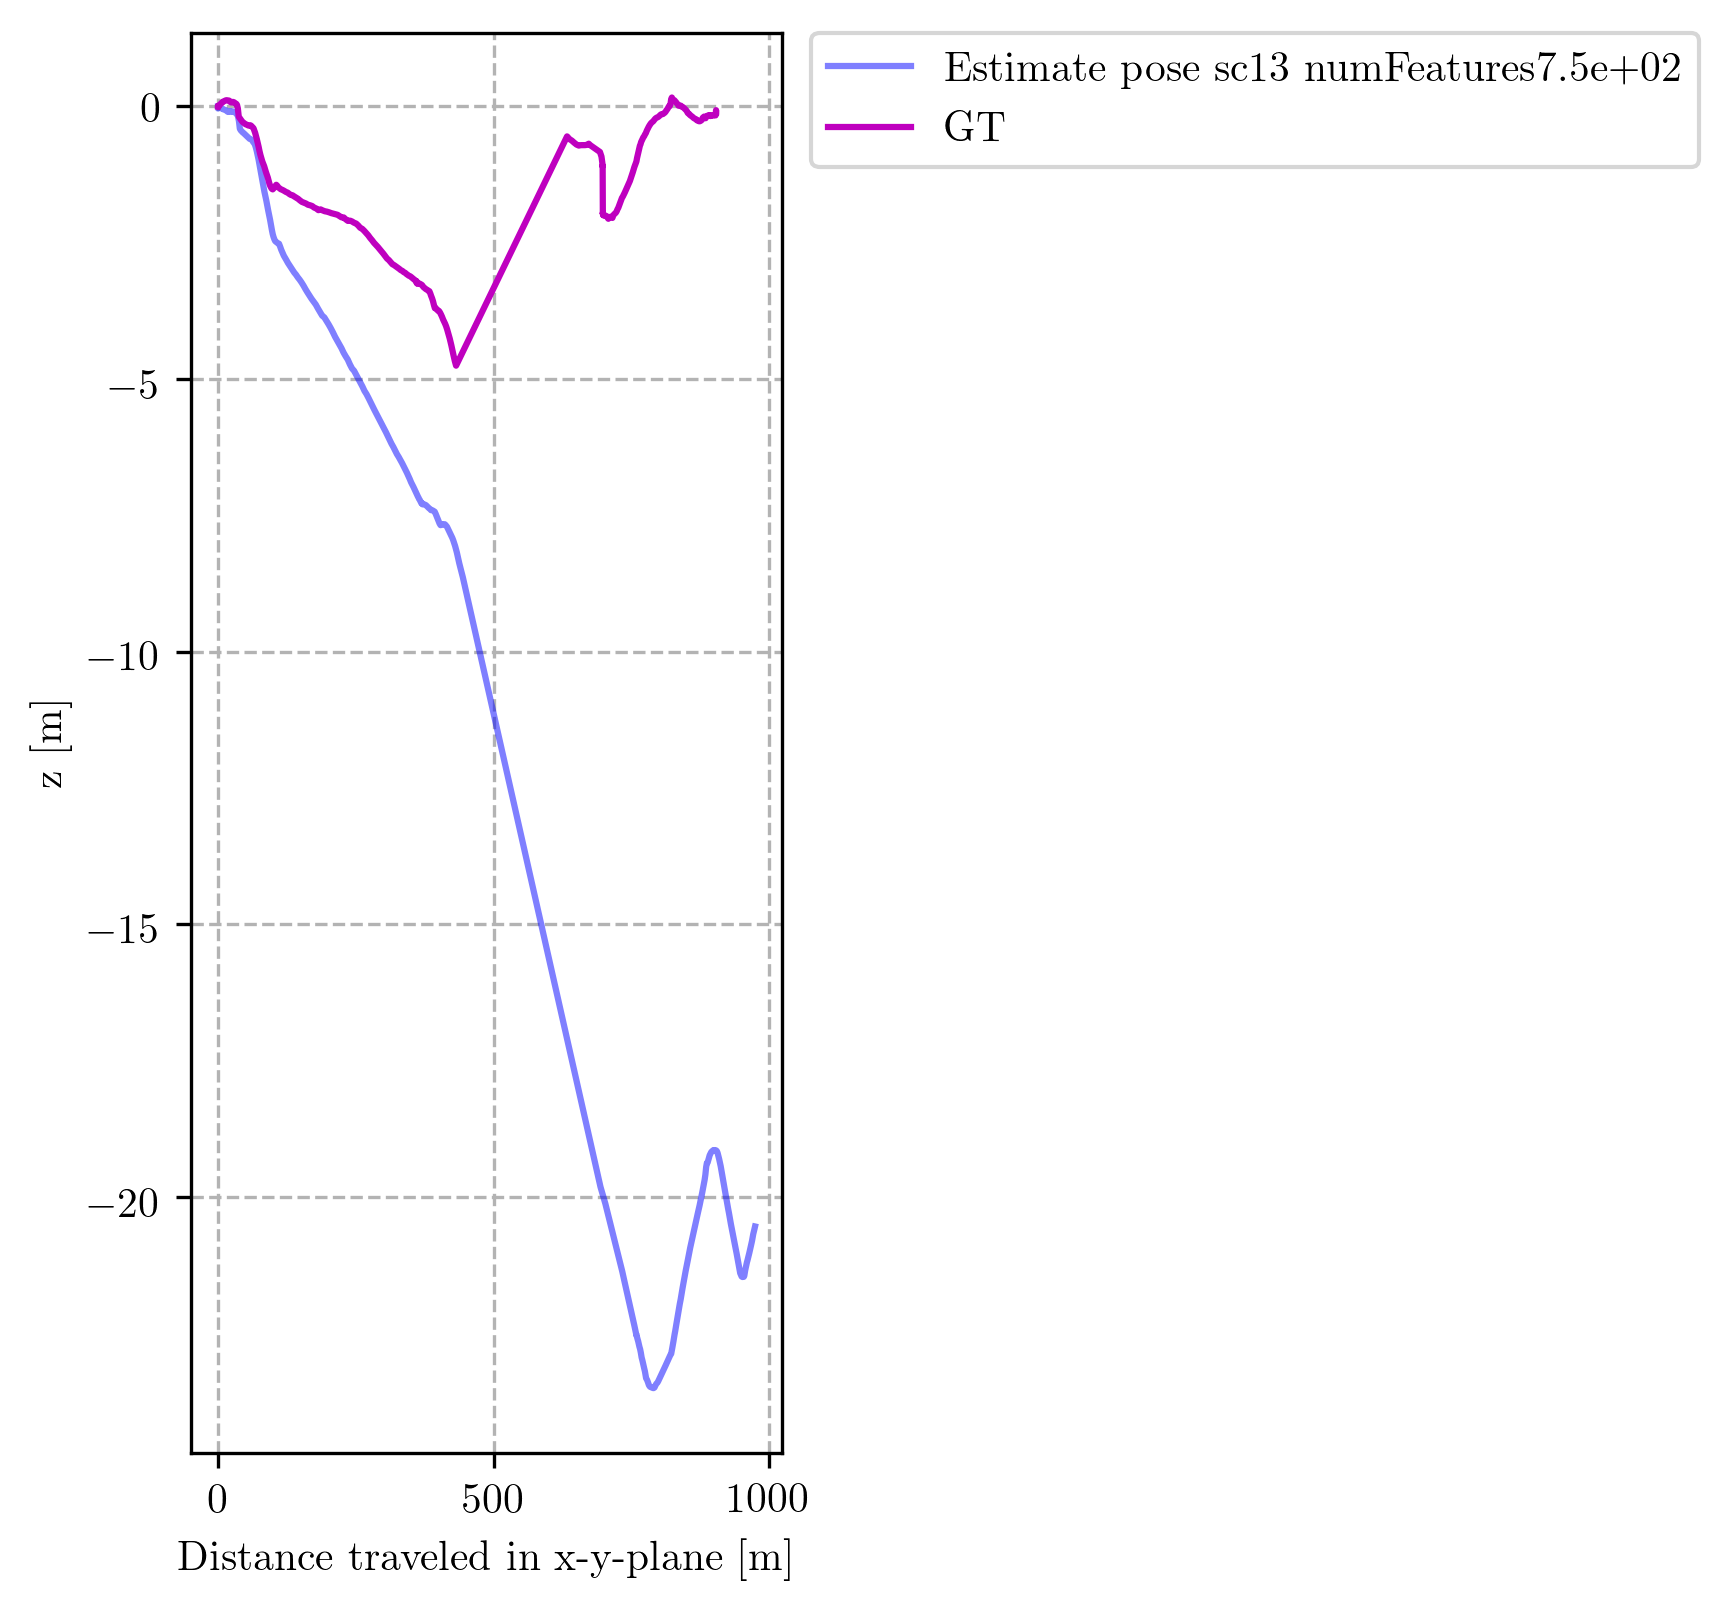 Estimate pose sc13 numFeatures7.5e+02
GT
0
−5
−10
−15
−20
z [m]
0 500 1000
Distance traveled in x-y-plane [m]